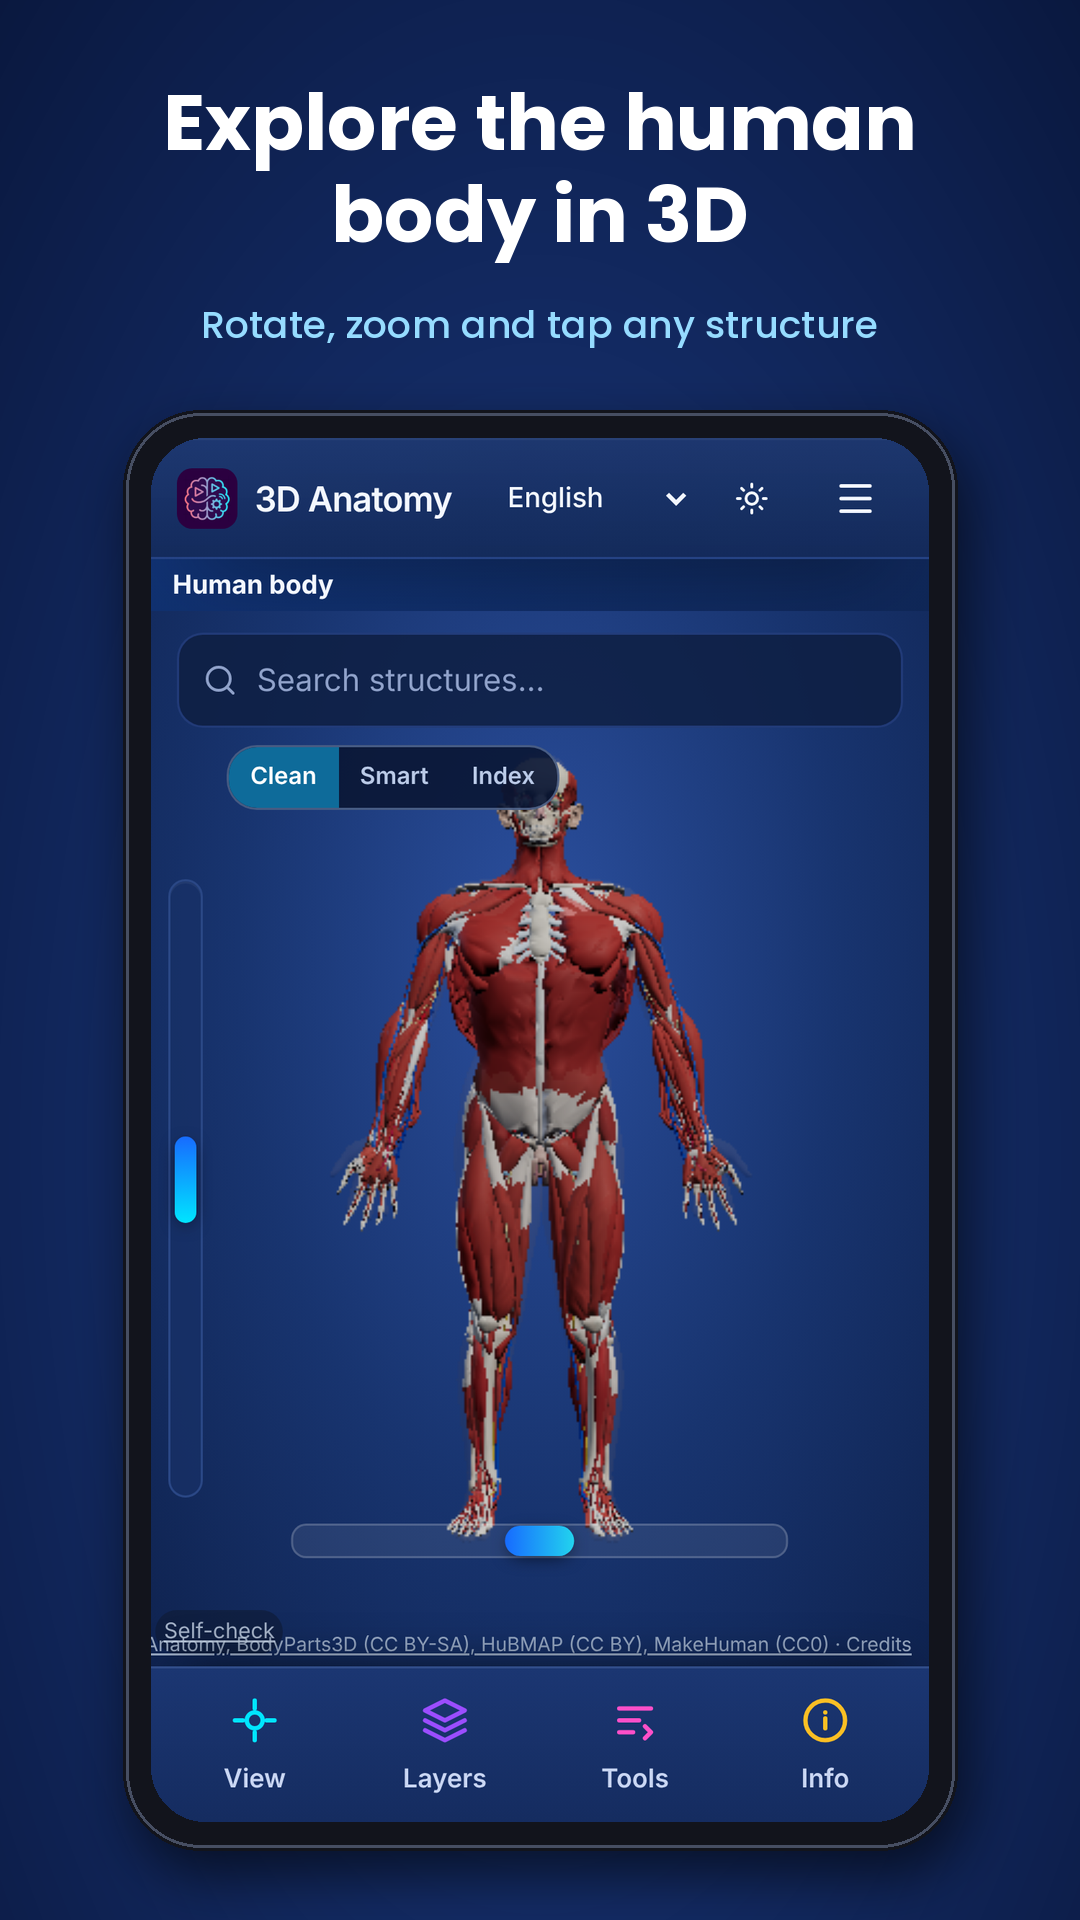 Explore the human
body in 3D
Rotate, zoom and tap any structure
3D Anatomy
English
Human body
Search structures...
Clean
Smart
Index
Self-check
Anatomy, BodyParts3D (CC BY-SA), HuBMAP (CC BY), MakeHuman (CC0) · Credits
View
Layers
Tools
Info